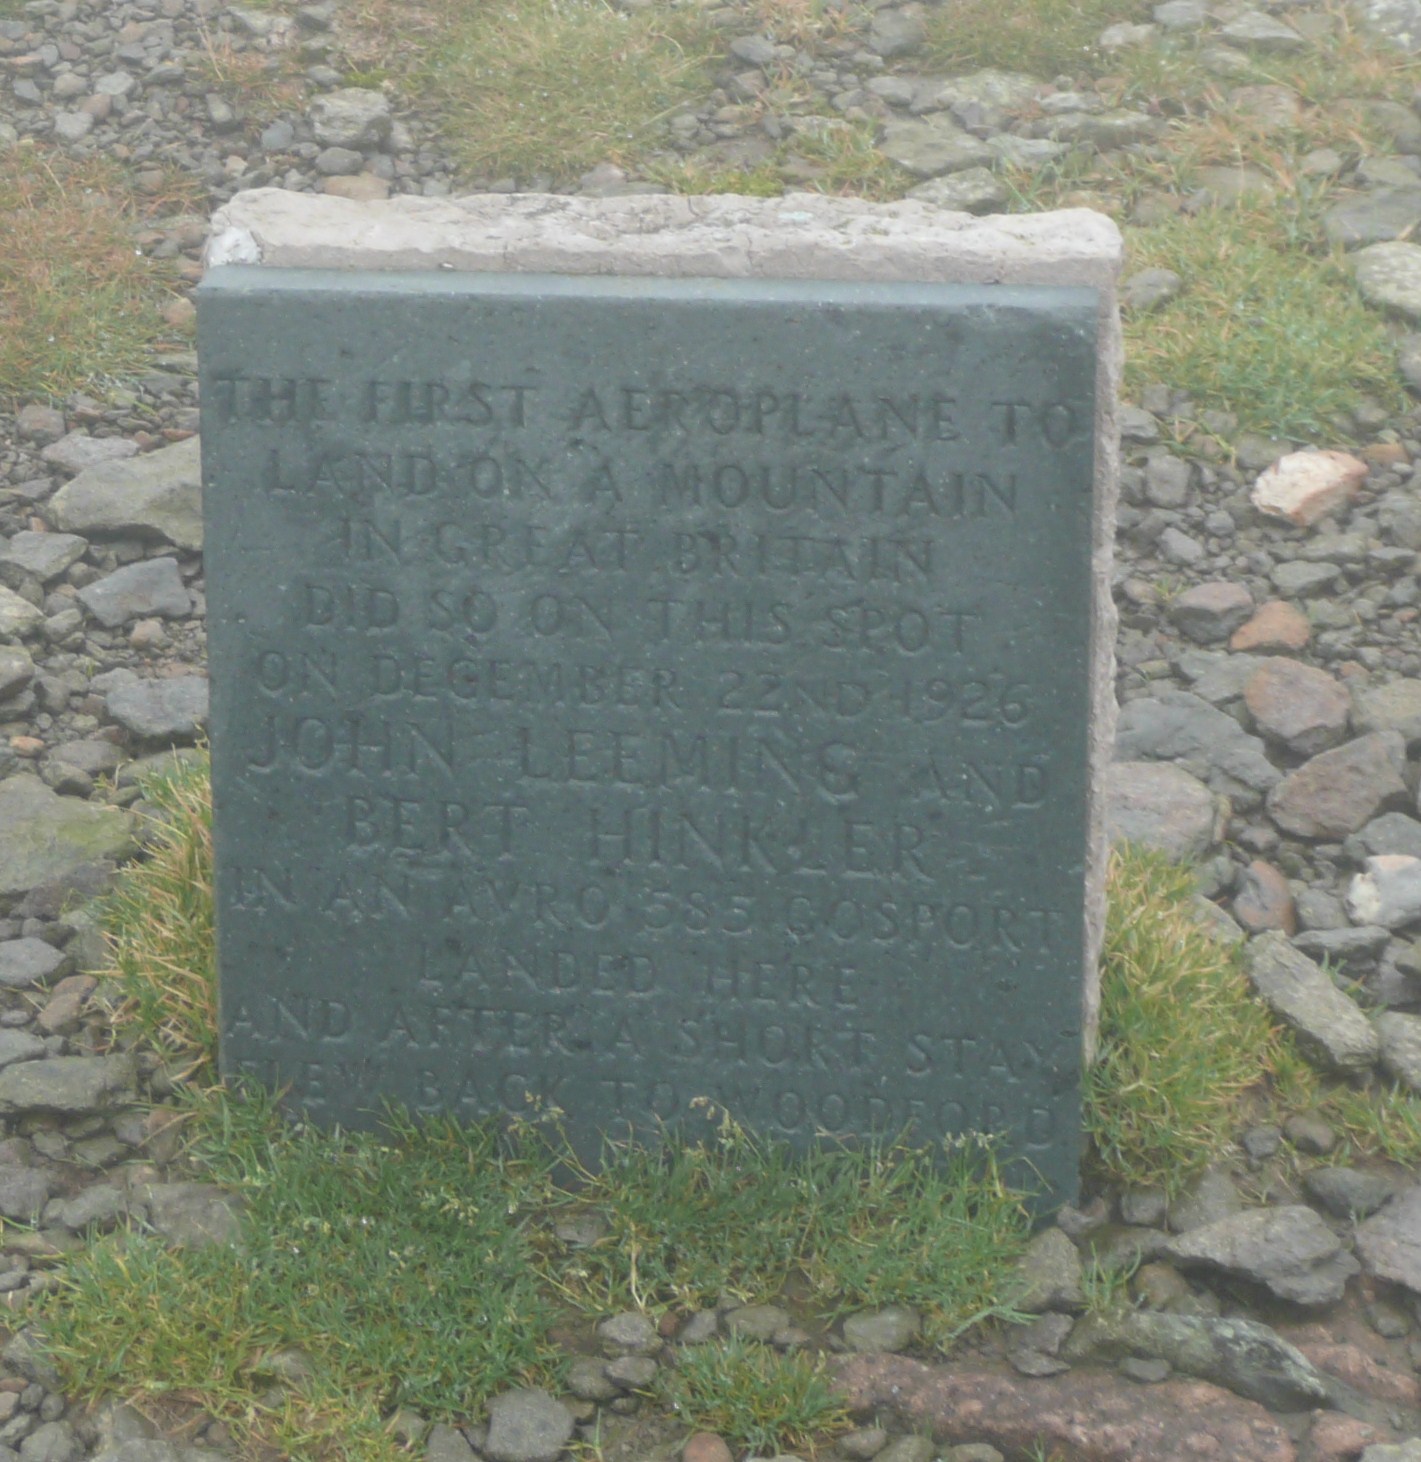 THE FIRST AEROPLANE TO
LAND ON A MOUNTAIN
IN GREAT BRITAIN
DID SO ON THIS SPOT
ON DECEMBER 22ND 1926
JOHN LEEMING AND
BERT HINKLER
IN AN AVRO 585 GOSPORT
LANDED HERE
AND AFTER A SHORT STAY
FLEW BACK TO WOODFORD